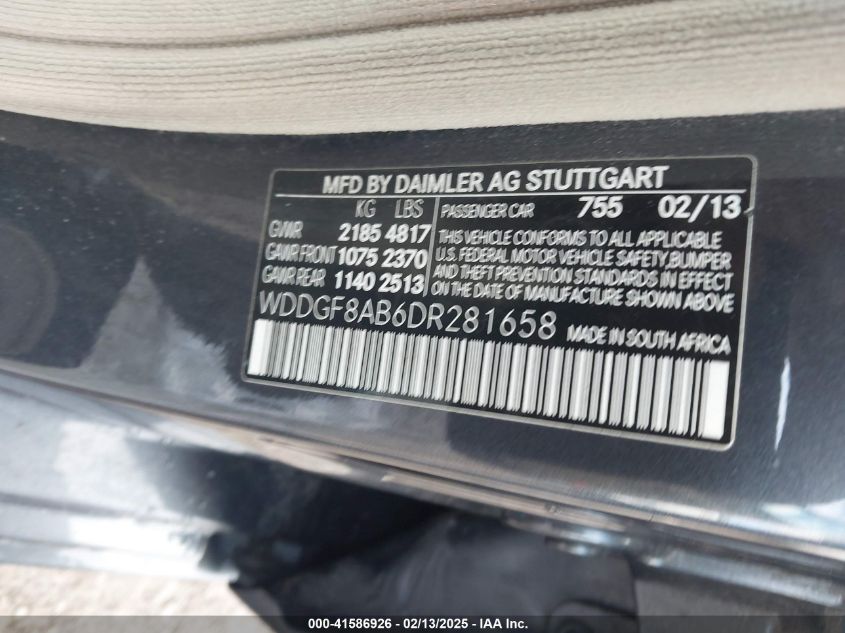 MFD BY DAIMLER AG STUTTGART
KG LBS
GVWR 2185 4817
GAWR FRONT 1075 2370
GAWR REAR 1140 2513
PASSENGER CAR 755 02/13
THIS VEHICLE CONFORMS TO ALL APPLICABLE
U.S. FEDERAL MOTOR VEHICLE SAFETY, BUMPER
AND THEFT PREVENTION STANDARDS IN EFFECT
ON THE DATE OF MANUFACTURE SHOWN ABOVE.
WDDGF8AB6DR281658
MADE IN SOUTH AFRICA
000-41586926 - 02/13/2025 - IAA Inc.